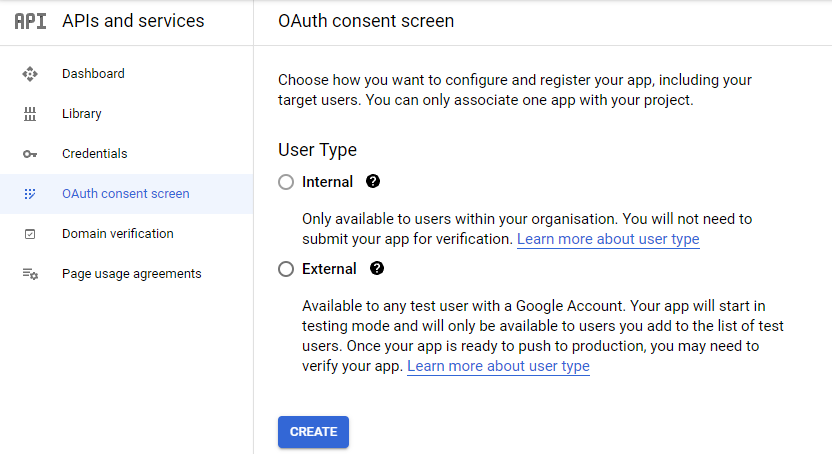 API APIs and services
OAuth consent screen
Dashboard
Library
Credentials
OAuth consent screen
Domain verification
Page usage agreements
Choose how you want to configure and register your app, including your
target users. You can only associate one app with your project.
User Type
Internal ?
Only available to users within your organisation. You will not need to
submit your app for verification. Learn more about user type
External ?
Available to any test user with a Google Account. Your app will start in
testing mode and will only be available to users you add to the list of test
users. Once your app is ready to push to production, you may need to
verify your app. Learn more about user type
CREATE